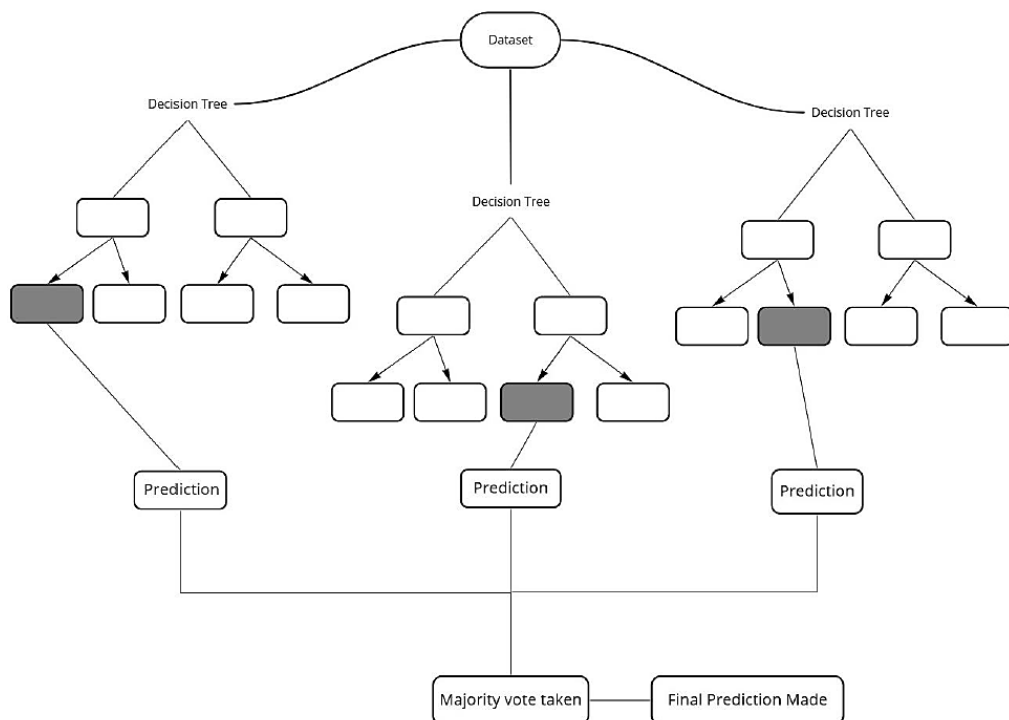 Dataset
Decision Tree
Decision Tree
Decision Tree
Prediction
Prediction
Prediction
Majority vote taken
Final Prediction Made